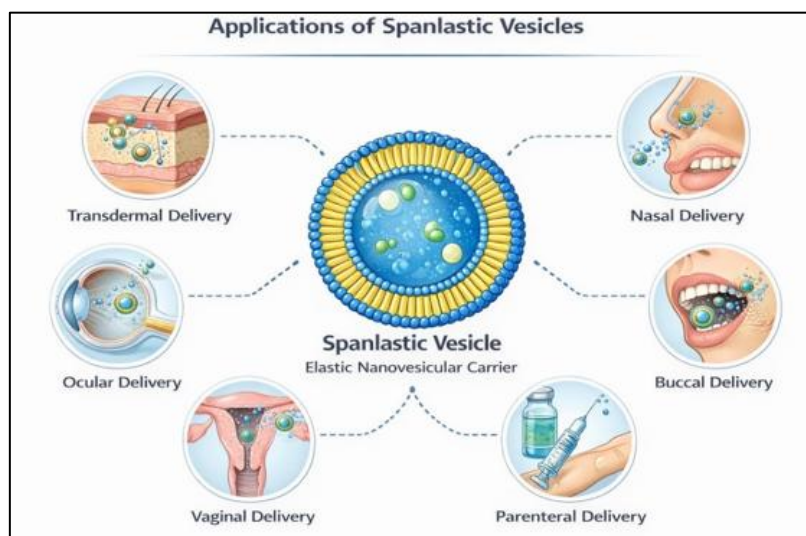 Applications of Spanlastic Vesicles
Transdermal Delivery
Nasal Delivery
Ocular Delivery
Spanlastic Vesicle
Elastic Nanovesicular Carrier
Buccal Delivery
Vaginal Delivery
Parenteral Delivery